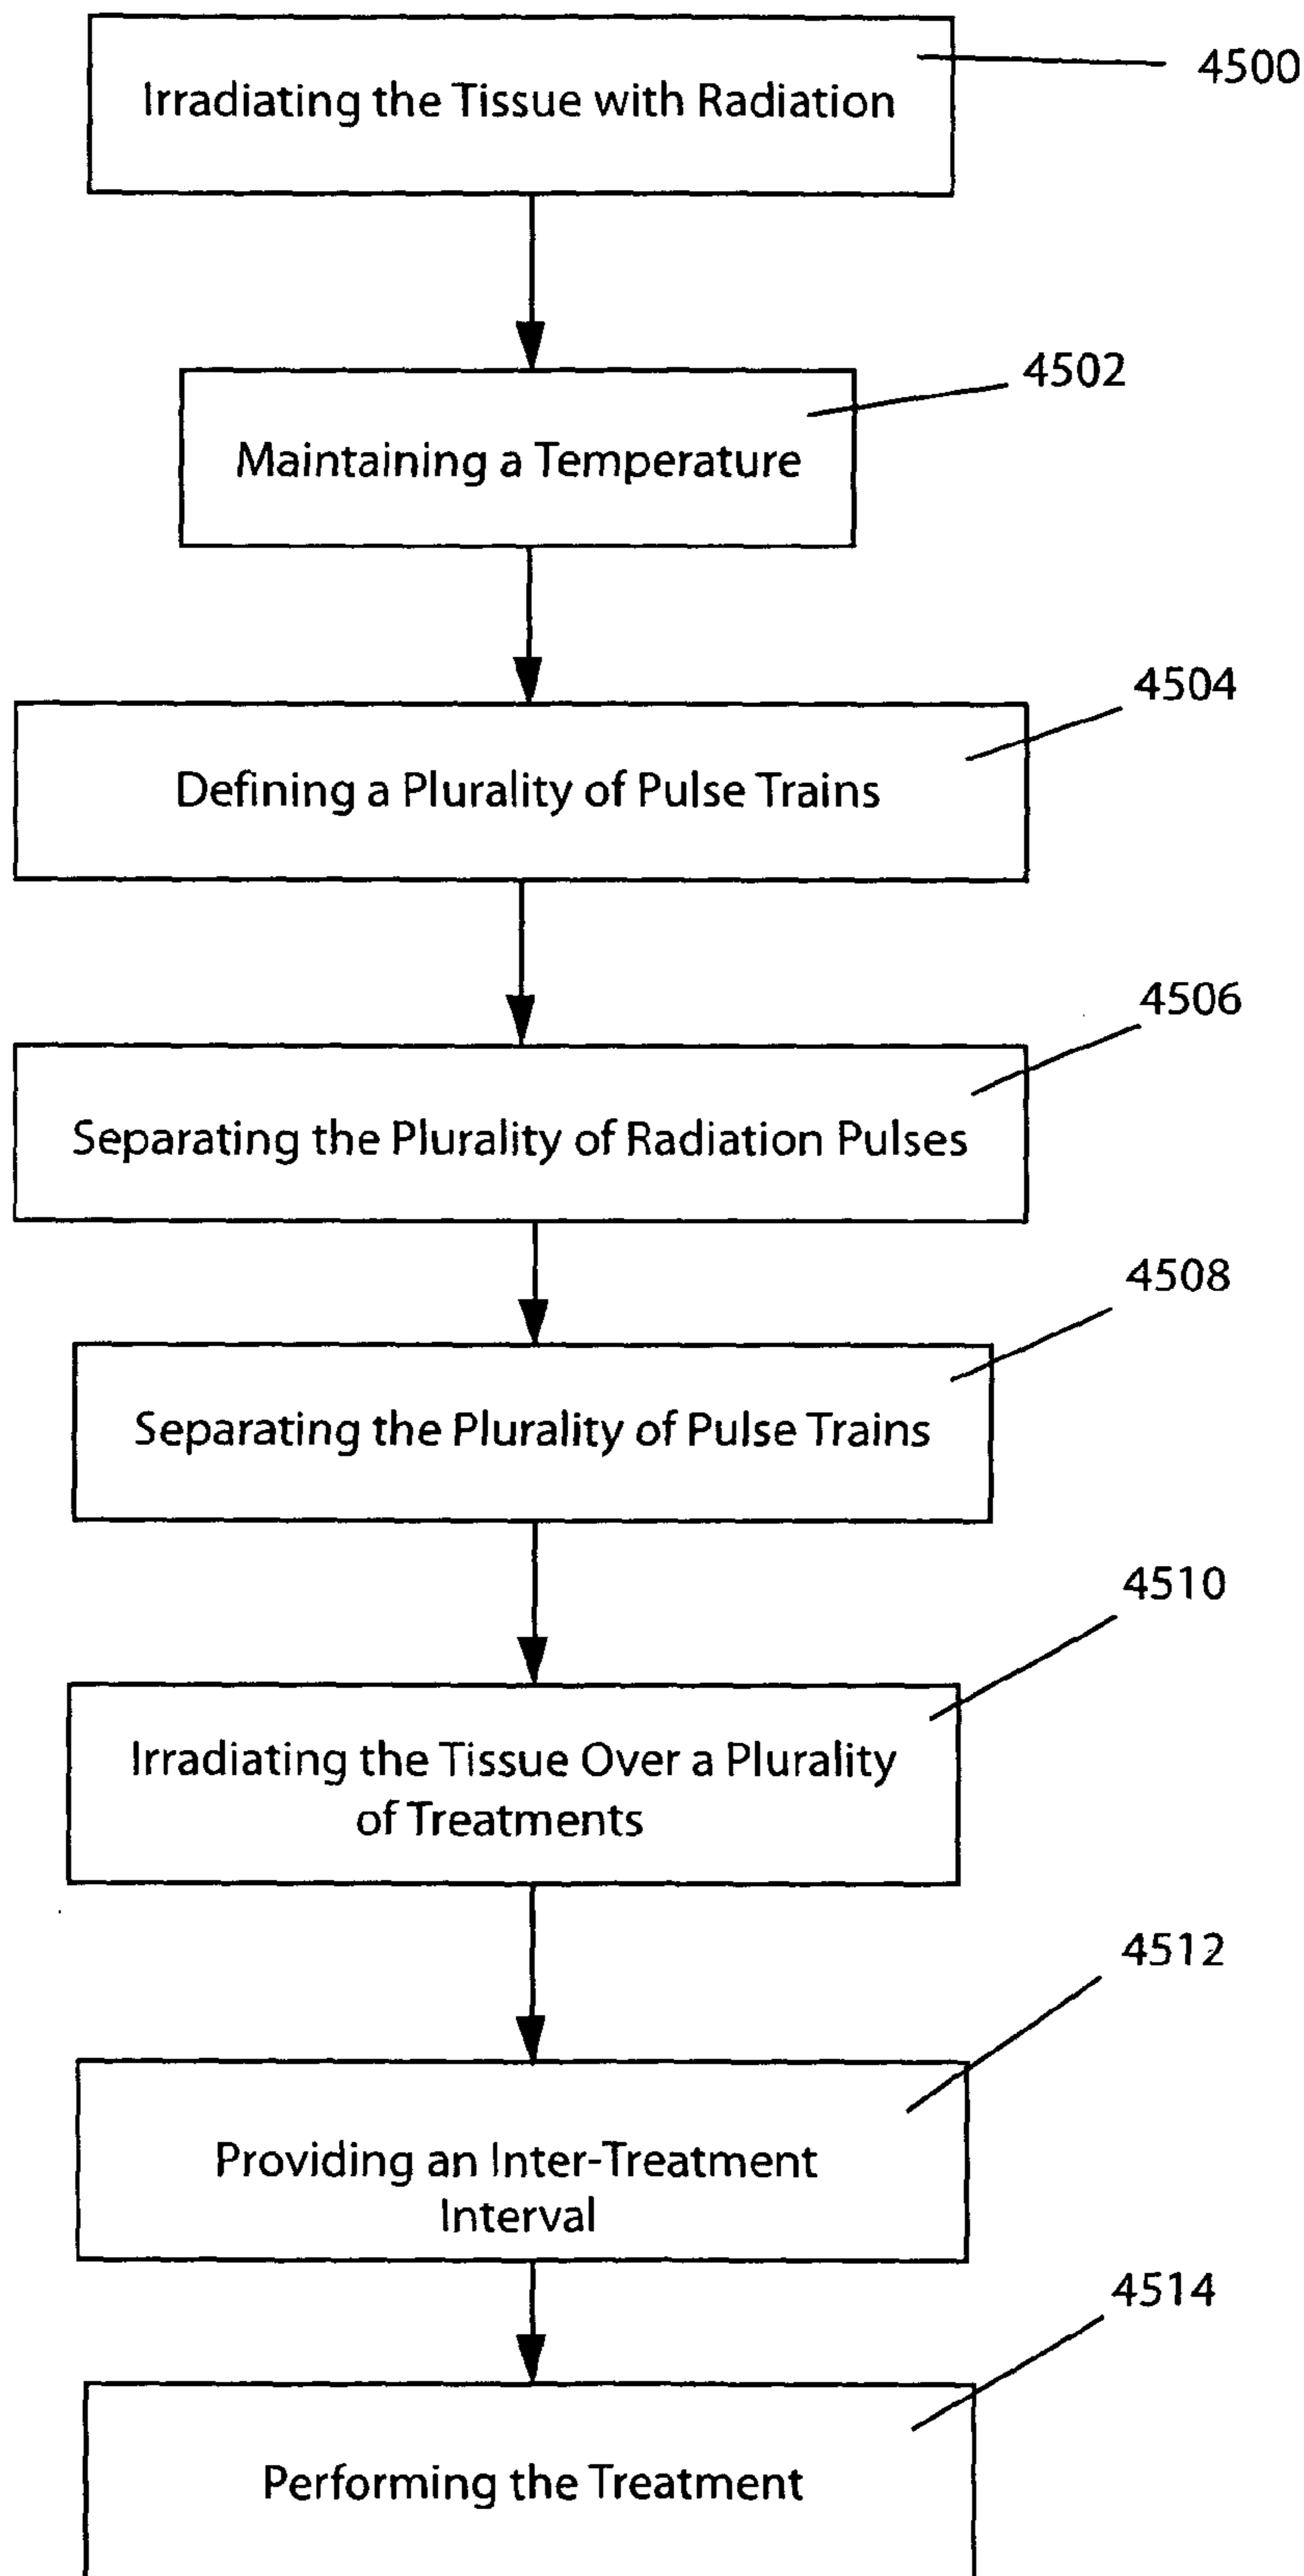 Irradiating the Tissue with Radiation
4500
Maintaining a Temperature
4502
Defining a Plurality of Pulse Trains
4504
Separating the Plurality of Radiation Pulses
4506
Separating the Plurality of Pulse Trains
4508
Irradiating the Tissue Over a Plurality
of Treatments
4510
Providing an Inter-Treatment
Interval
4512
Performing the Treatment
4514